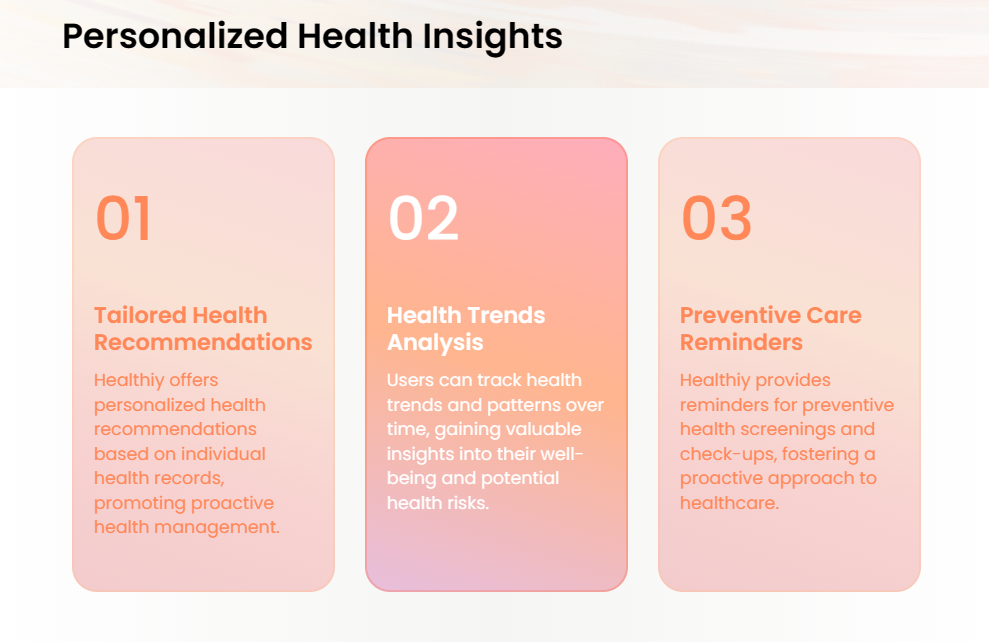 Personalized Health Insights
01
Tailored Health
Recommendations
Healthiy offers
personalized health
recommendations
based on individual
health records,
promoting proactive
health management.
02
Health Trends
Analysis
Users can track health
trends and patterns over
time, gaining valuable
insights into their well-
being and potential
health risks.
03
Preventive Care
Reminders
Healthiy provides
reminders for preventive
health screenings and
check-ups, fostering a
proactive approach to
healthcare.